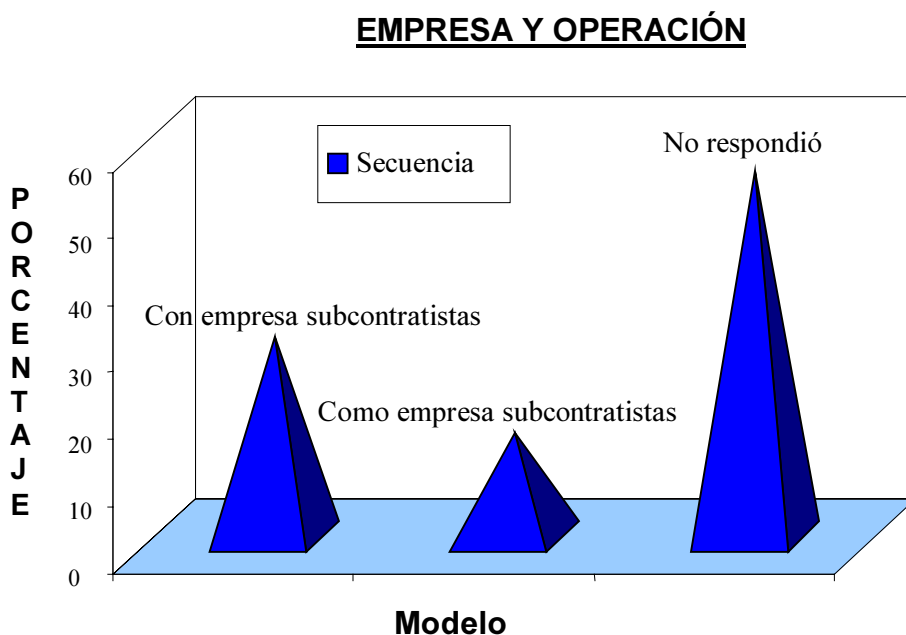 EMPRESA Y OPERACIÓN
PORCENTAJE
60
50
40
30
20
10
0
Secuencia
No respondió
Con empresa subcontratistas
Como empresa subcontratistas
Modelo